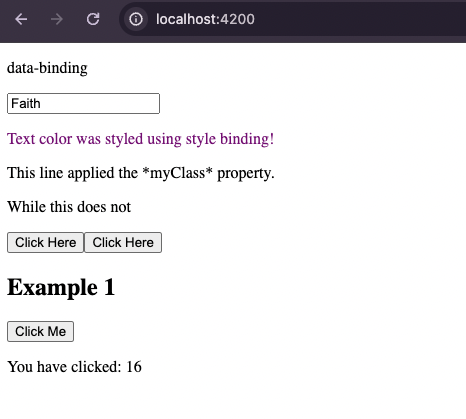 localhost:4200
data-binding
Faith
Text color was styled using style binding!
This line applied the *myClass* property.
While this does not
Click Here Click Here
Example 1
Click Me
You have clicked: 16